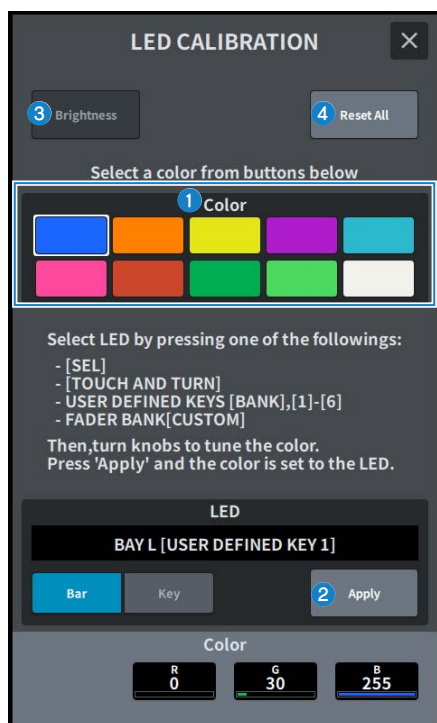 LED CALIBRATION
3 Brightness
4 Reset All
Select a color from buttons below
1 Color
Select LED by pressing one of the followings:
- [SEL]
- [TOUCH AND TURN]
- USER DEFINED KEYS [BANK],[1]-[6]
- FADER BANK[CUSTOM]
Then,turn knobs to tune the color.
Press 'Apply' and the color is set to the LED.
LED
BAY L [USER DEFINED KEY 1]
Bar Key 2 Apply
Color
R G B
0 30 255